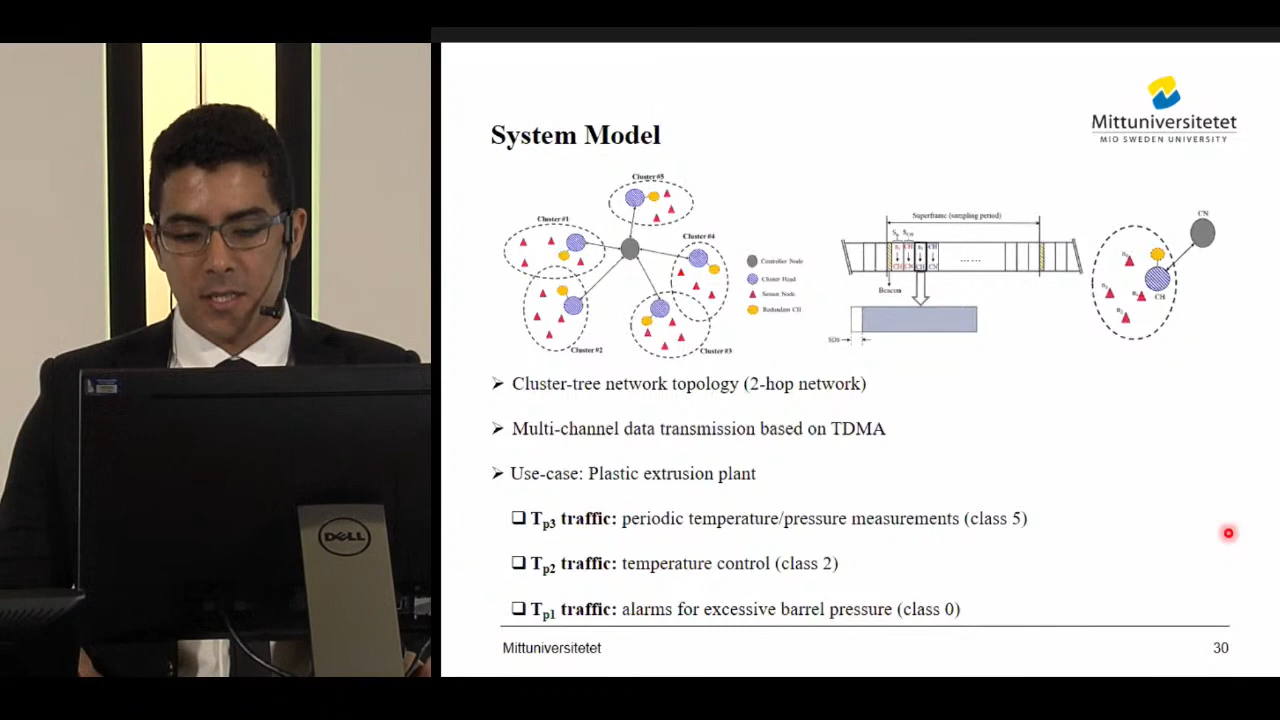 Mittuniversitetet
MID SWEDEN UNIVERSITY
System Model
Cluster#5
Cluster#1
Cluster#4
Cluster#2
Cluster#3
Controller Node
Cluster Head
Sensor Node
Redundant CH
Superframe (sampling period)
CH CH
Beacon
CN
CH
➤ Cluster-tree network topology (2-hop network)
➤ Multi-channel data transmission based on TDMA
➤ Use-case: Plastic extrusion plant
❑ Tp3 traffic: periodic temperature/pressure measurements (class 5)
❑ Tp2 traffic: temperature control (class 2)
❑ Tp1 traffic: alarms for excessive barrel pressure (class 0)
Mittuniversitetet
30
DELL